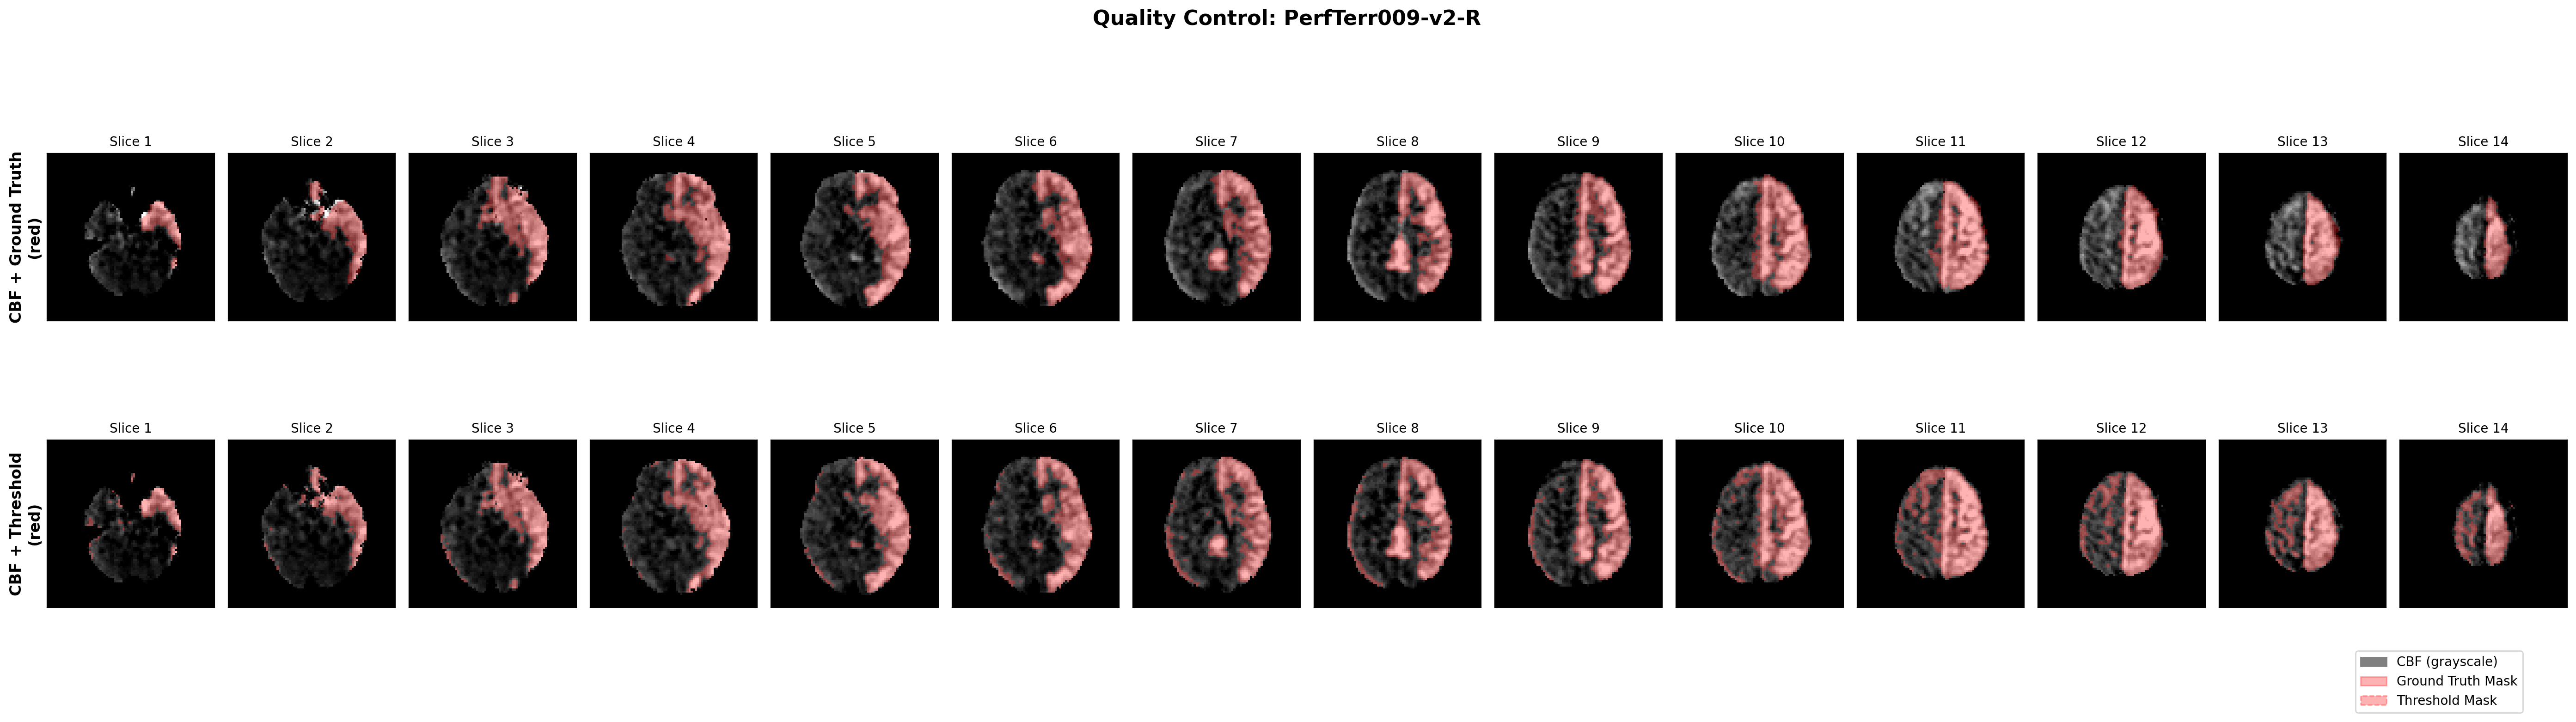 Quality Control: PerfTerr009-v2-R
CBF + Ground Truth
(red)
Slice 1 Slice 2 Slice 3 Slice 4 Slice 5 Slice 6 Slice 7 Slice 8 Slice 9 Slice 10 Slice 11 Slice 12 Slice 13 Slice 14
CBF + Threshold
(red)
Slice 1 Slice 2 Slice 3 Slice 4 Slice 5 Slice 6 Slice 7 Slice 8 Slice 9 Slice 10 Slice 11 Slice 12 Slice 13 Slice 14
CBF (grayscale)
Ground Truth Mask
Threshold Mask